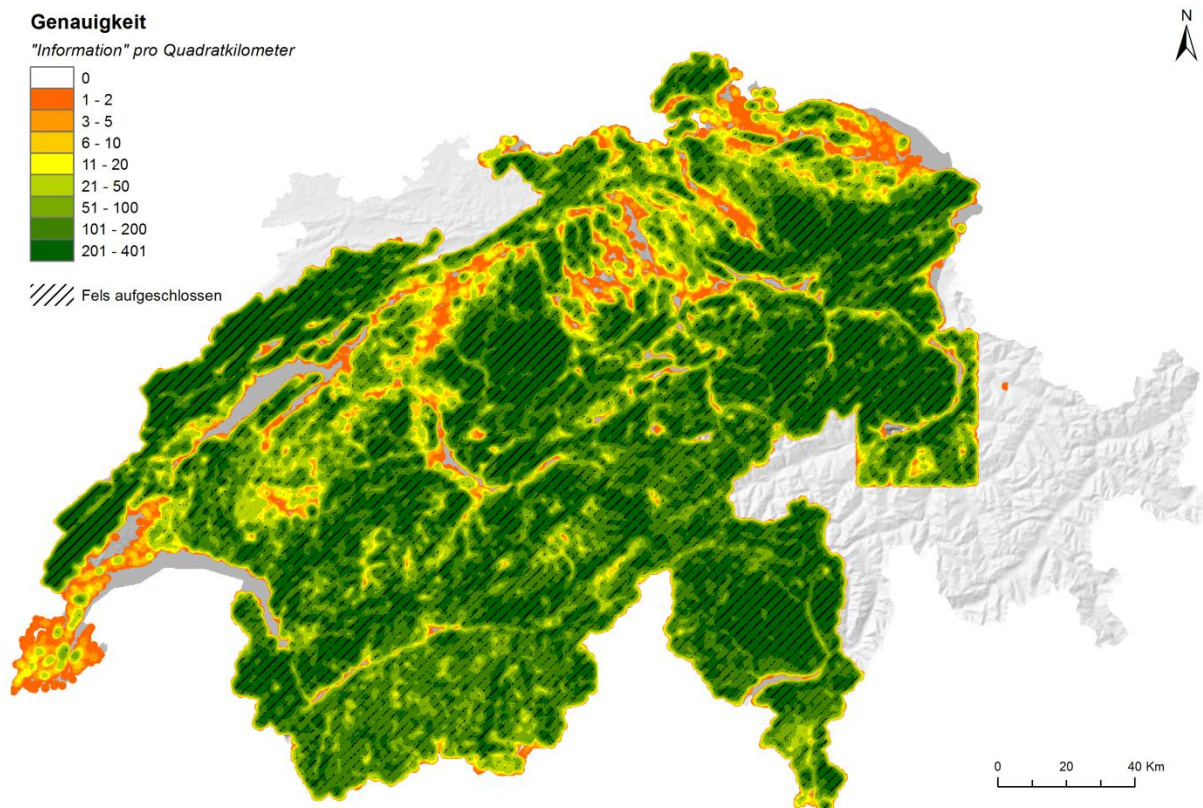 Genauigkeit
"Information" pro Quadratkilometer
0
1 - 2
3 - 5
6 - 10
11 - 20
21 - 50
51 - 100
101 - 200
201 - 401
Fels aufgeschlossen
N
0 20 40 Km